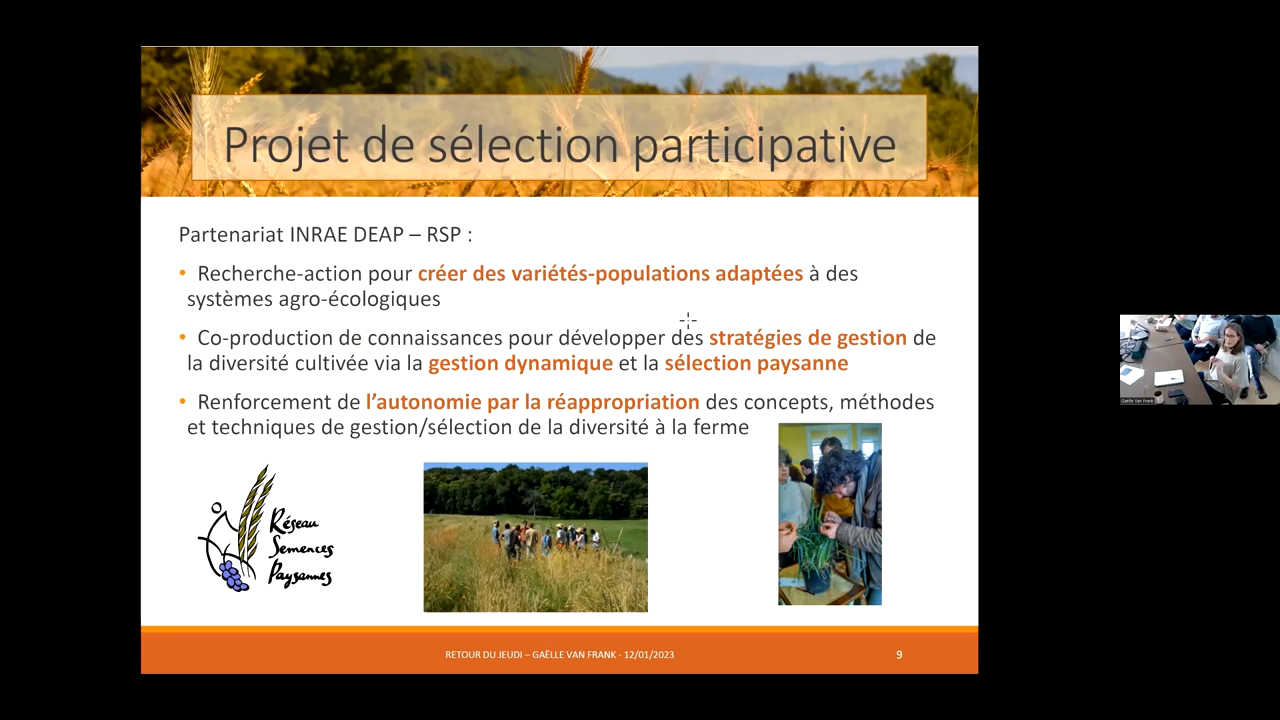 Projet de sélection participative
Partenariat INRAE DEAP – RSP :
• Recherche-action pour créer des variétés-populations adaptées à des
systèmes agro-écologiques
• Co-production de connaissances pour développer des stratégies de gestion de
la diversité cultivée via la gestion dynamique et la sélection paysanne
• Renforcement de l'autonomie par la réappropriation des concepts, méthodes
et techniques de gestion/sélection de la diversité à la ferme
Réseau
Semences
Paysannes
RETOUR DU JEUDI – GAËLLE VAN FRANK - 12/01/2023
9
Gaëlle Van Frank